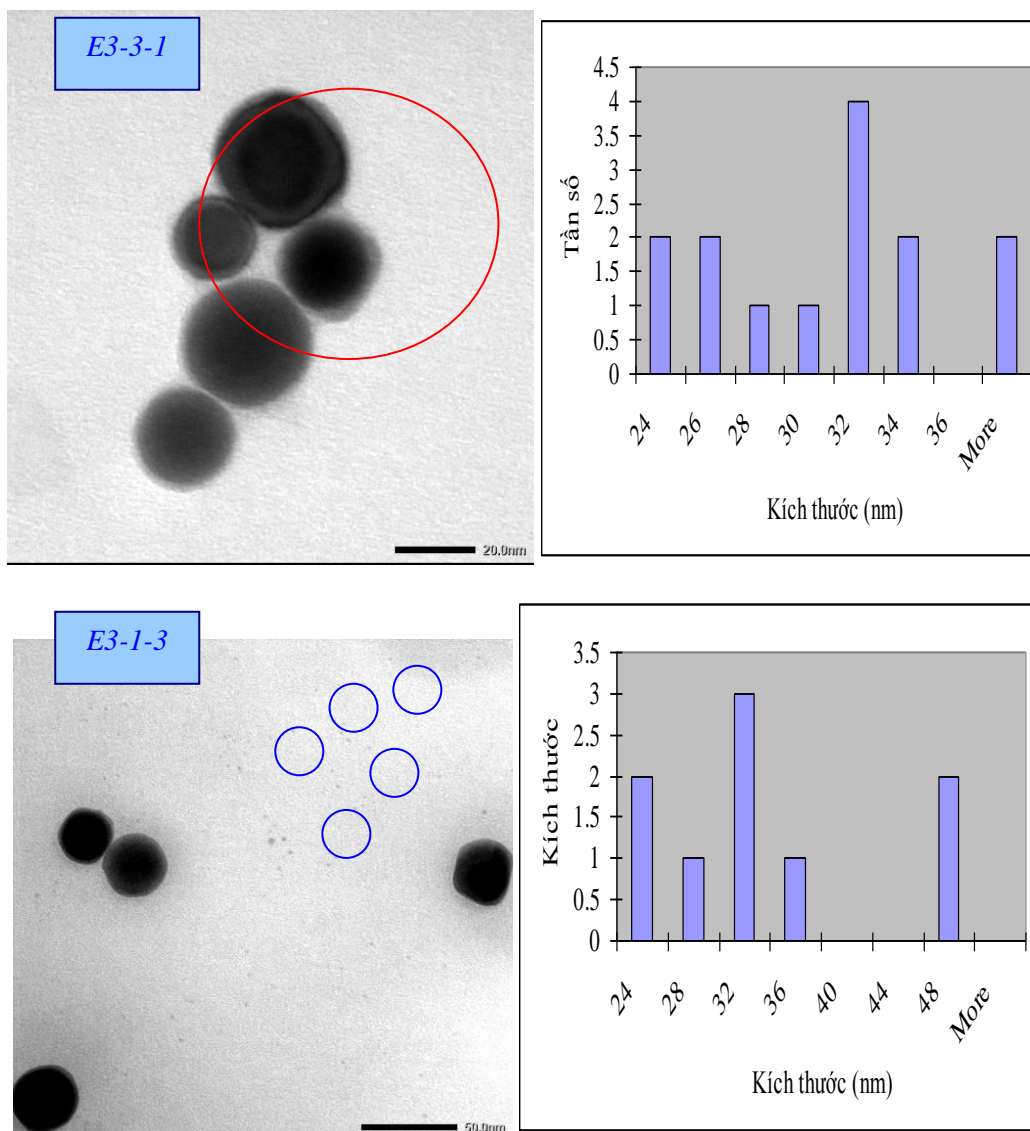 E3-3-1
4.5
4
3.5
3
2.5
2
1.5
1
0.5
0
Tần số
24 26 28 30 32 34 36 More
Kích thước (nm)
20.0nm
E3-1-3
3.5
3
2.5
2
1.5
1
0.5
0
Kích thước
24 28 32 36 40 44 48 More
Kích thước (nm)
50.0nm